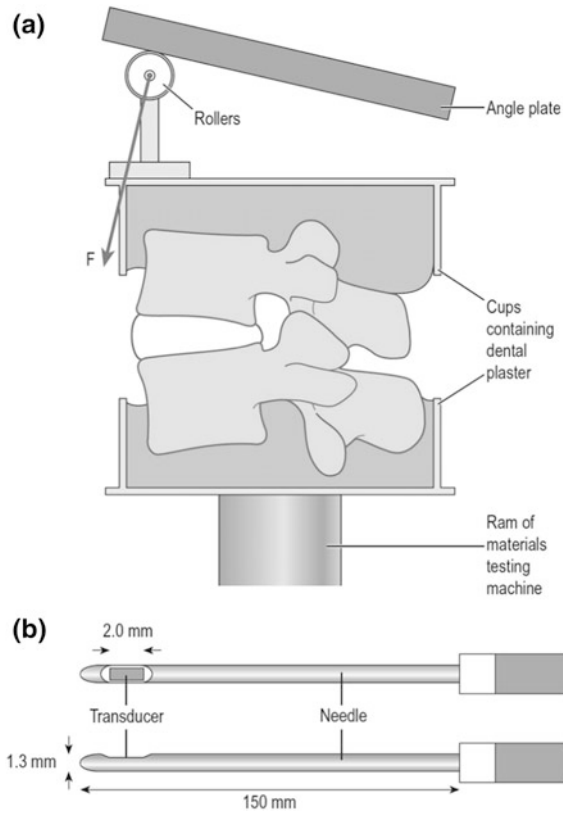 (a)
Rollers
Angle plate
F
Cups
containing
dental
plaster
Ram of
materials
testing
machine
(b)
2.0 mm
Transducer
Needle
1.3 mm
150 mm